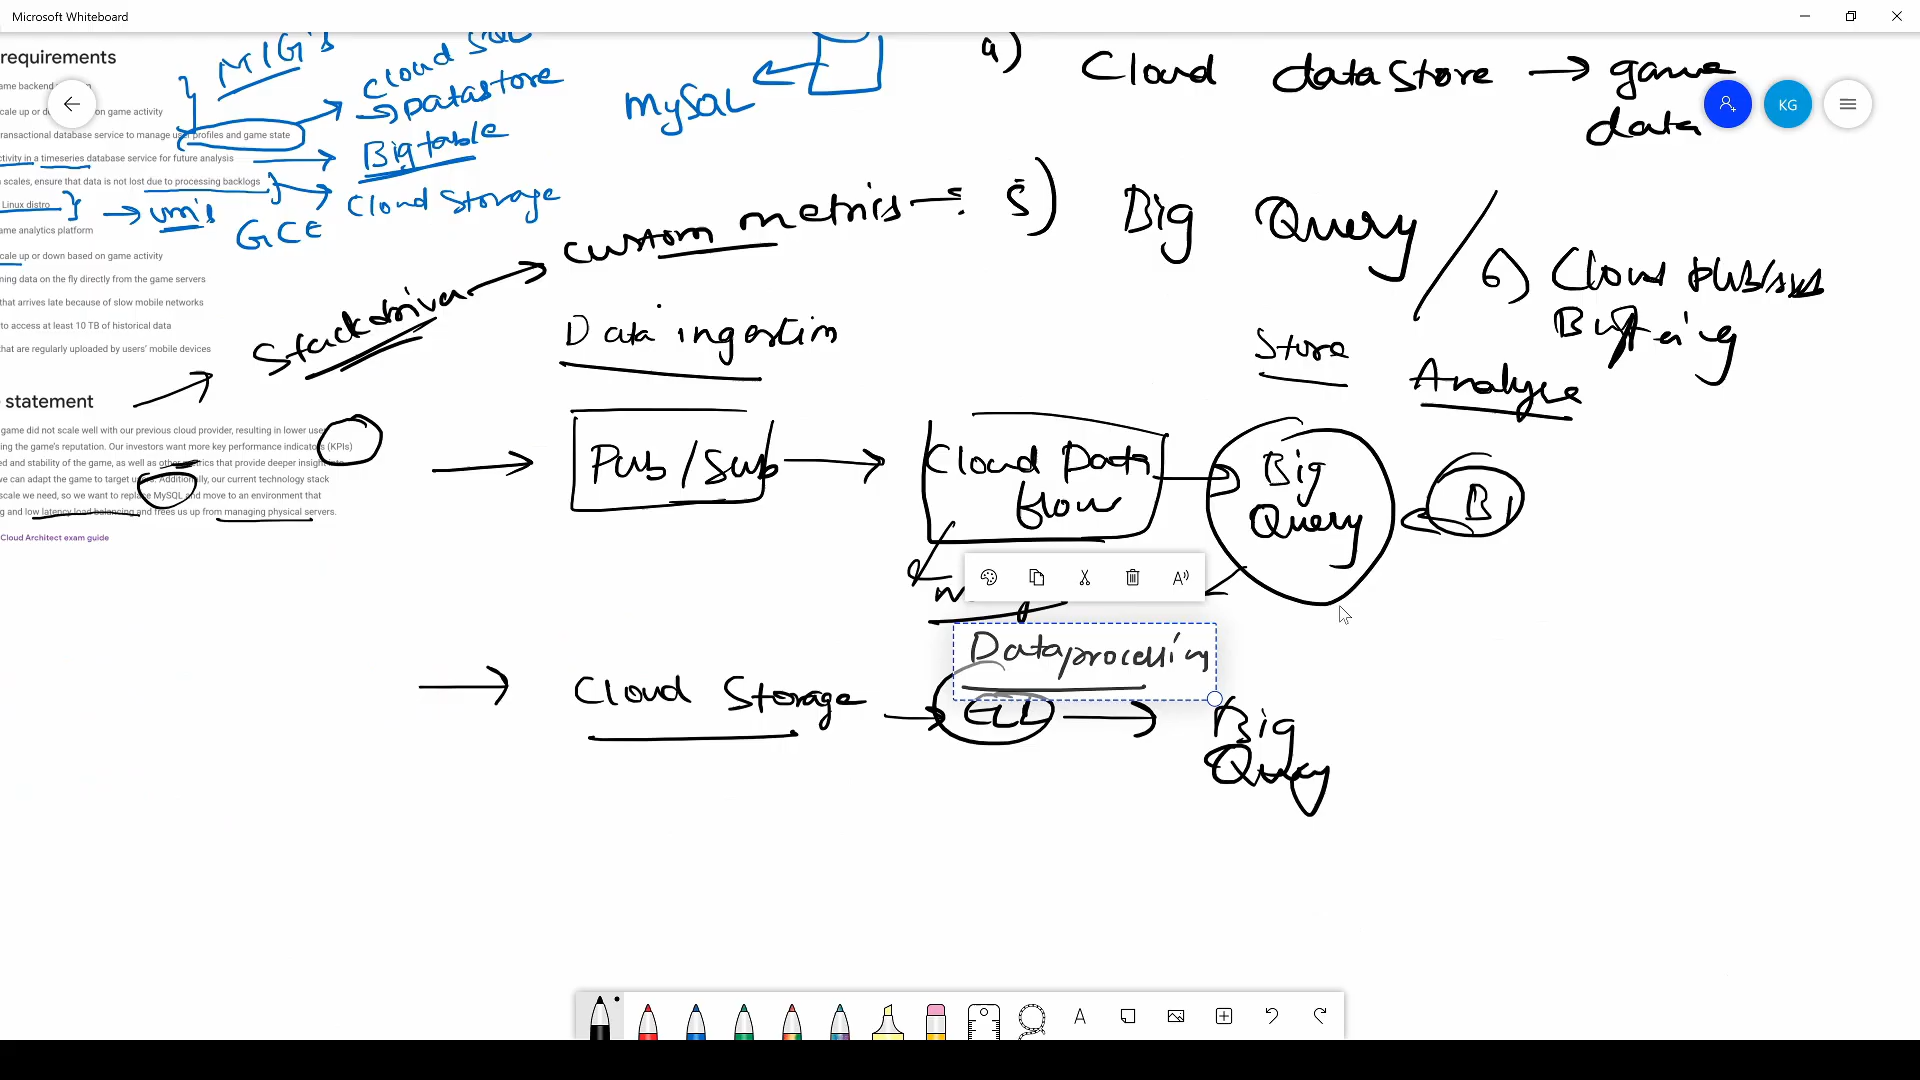 Microsoft Whiteboard
requirements
ame backend
cale up or do on game activity
ransactional database service to manage user profiles and game state
ctivity in a timeseries database service for future analysis
scales, ensure that data is not lost due to processing backlogs
Linux distro
ame analytics platform
cale up or down based on game activity
ning data on the fly directly from the game servers
that arrives late because of slow mobile networks
to access at least 10 TB of historical data
hat are regularly uploaded by users' mobile devices
MIG's
Cloud SQL
→ Datastore
Bigtable
Cloud Storage
→ vm's
GCE
mySQL
a)
Cloud dataStore → game
data
KG
custom metrics
5) Big Query
6) Cloud
Stackdriver
Data ingestion
Store
Analyse
statement
game did not scale well with our previous cloud provider, resulting in lower user
ing the game's reputation. Our investors want more key performance indicators (KPIs)
ed and stability of the game, as well as other metrics that provide deeper insight into
we can adapt the game to target users. Additionally, our current technology stack
scale we need, so we want to replace MySQL and move to an environment that
g and low latency load balancing and frees us up from managing physical servers.
Cloud Architect exam guide
Pub/Sub
Cloud Data
flow
Big
Query
BI
Dataprocessing
Cloud Storage
Big
Query